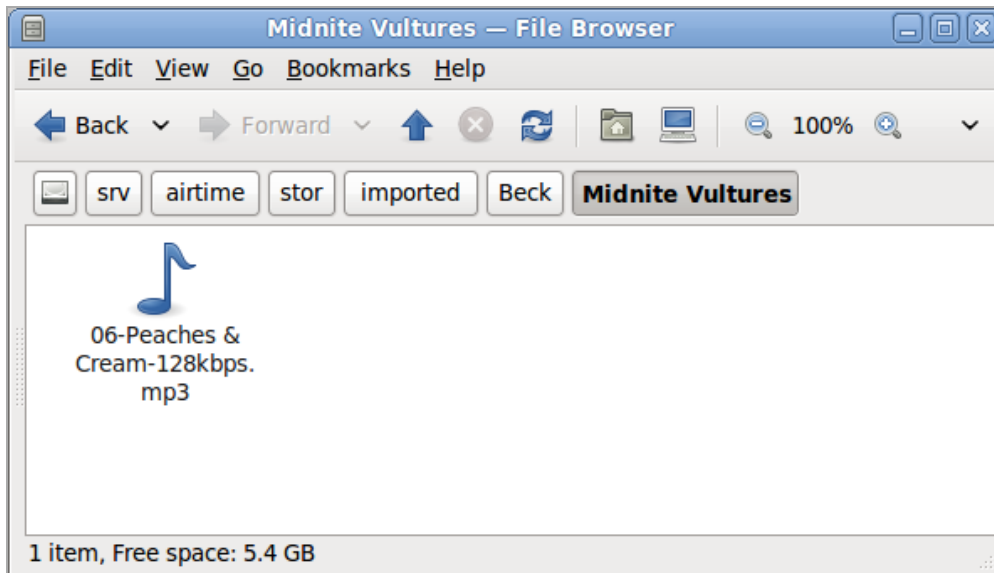 Midnite Vultures — File Browser
File Edit View Go Bookmarks Help
Back Forward 100%
srv airtime stor imported Beck Midnite Vultures
06-Peaches &
Cream-128kbps.
mp3
1 item, Free space: 5.4 GB